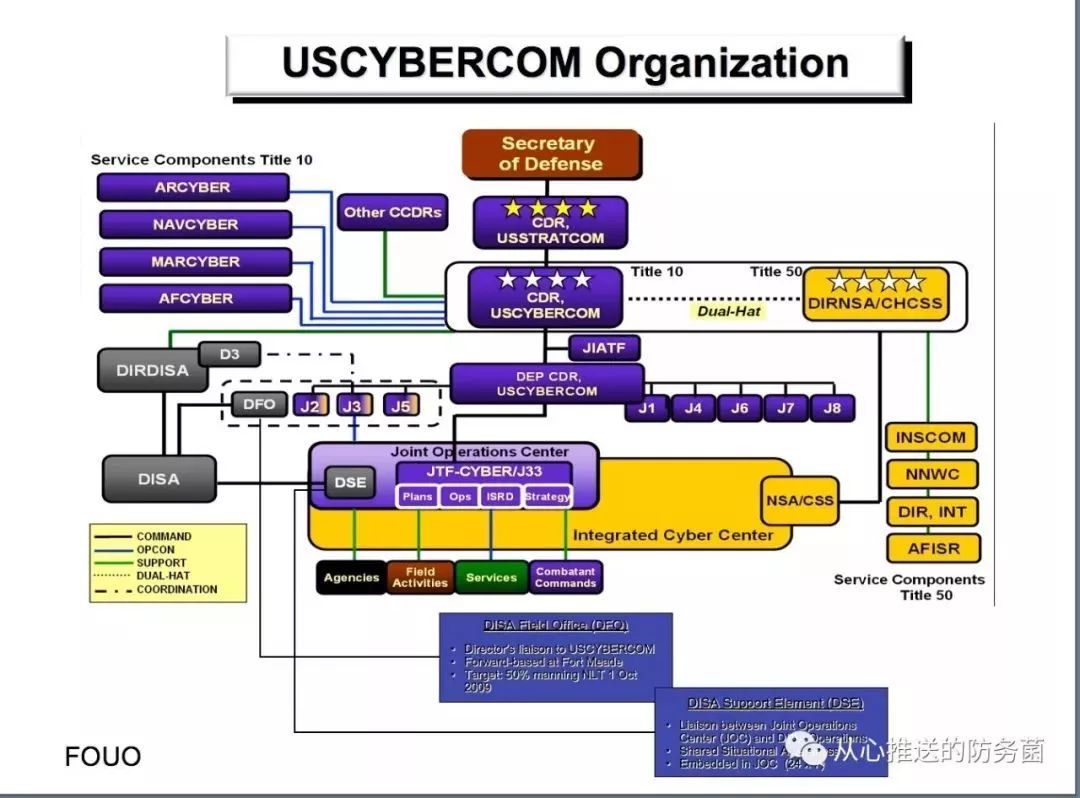 USCYBERCOM Organization
Service Components Title 10
ARCYBER
NAVCYBER
MARCYBER
AFCYBER
Other CCDRs
Secretary
of Defense
CDR,
USSTRATCOM
CDR,
USCYBERCOM
Title 10
Title 50
Dual-Hat
DIRNSA/CHCSS
JIATF
DEP CDR,
USCYBERCOM
D3
DIRDISA
DFO
J2
J3
J5
J1
J4
J6
J7
J8
INSCOM
NNWC
DIR, INT
AFISR
Service Components
Title 50
DISA
Joint Operations Center
DSE
JTF-CYBER/J33
Plans
Ops
ISRD
Strategy
NSA/CSS
Integrated Cyber Center
Agencies
Field
Activities
Services
Combatant
Commands
COMMAND
OPCON
SUPPORT
DUAL-HAT
COORDINATION
DISA Field Office (DFO)
• Director's liaison to USCYBERCOM
• Forward-based at Fort Meade
• Target: 50% manning NLT 1 Oct
2009
DISA Support Element (DSE)
• Liaison between Joint Operations
Center (JOC) and Operations
• Shared Situational
• Embedded in JOC
FOUO
从心推送的防务菌